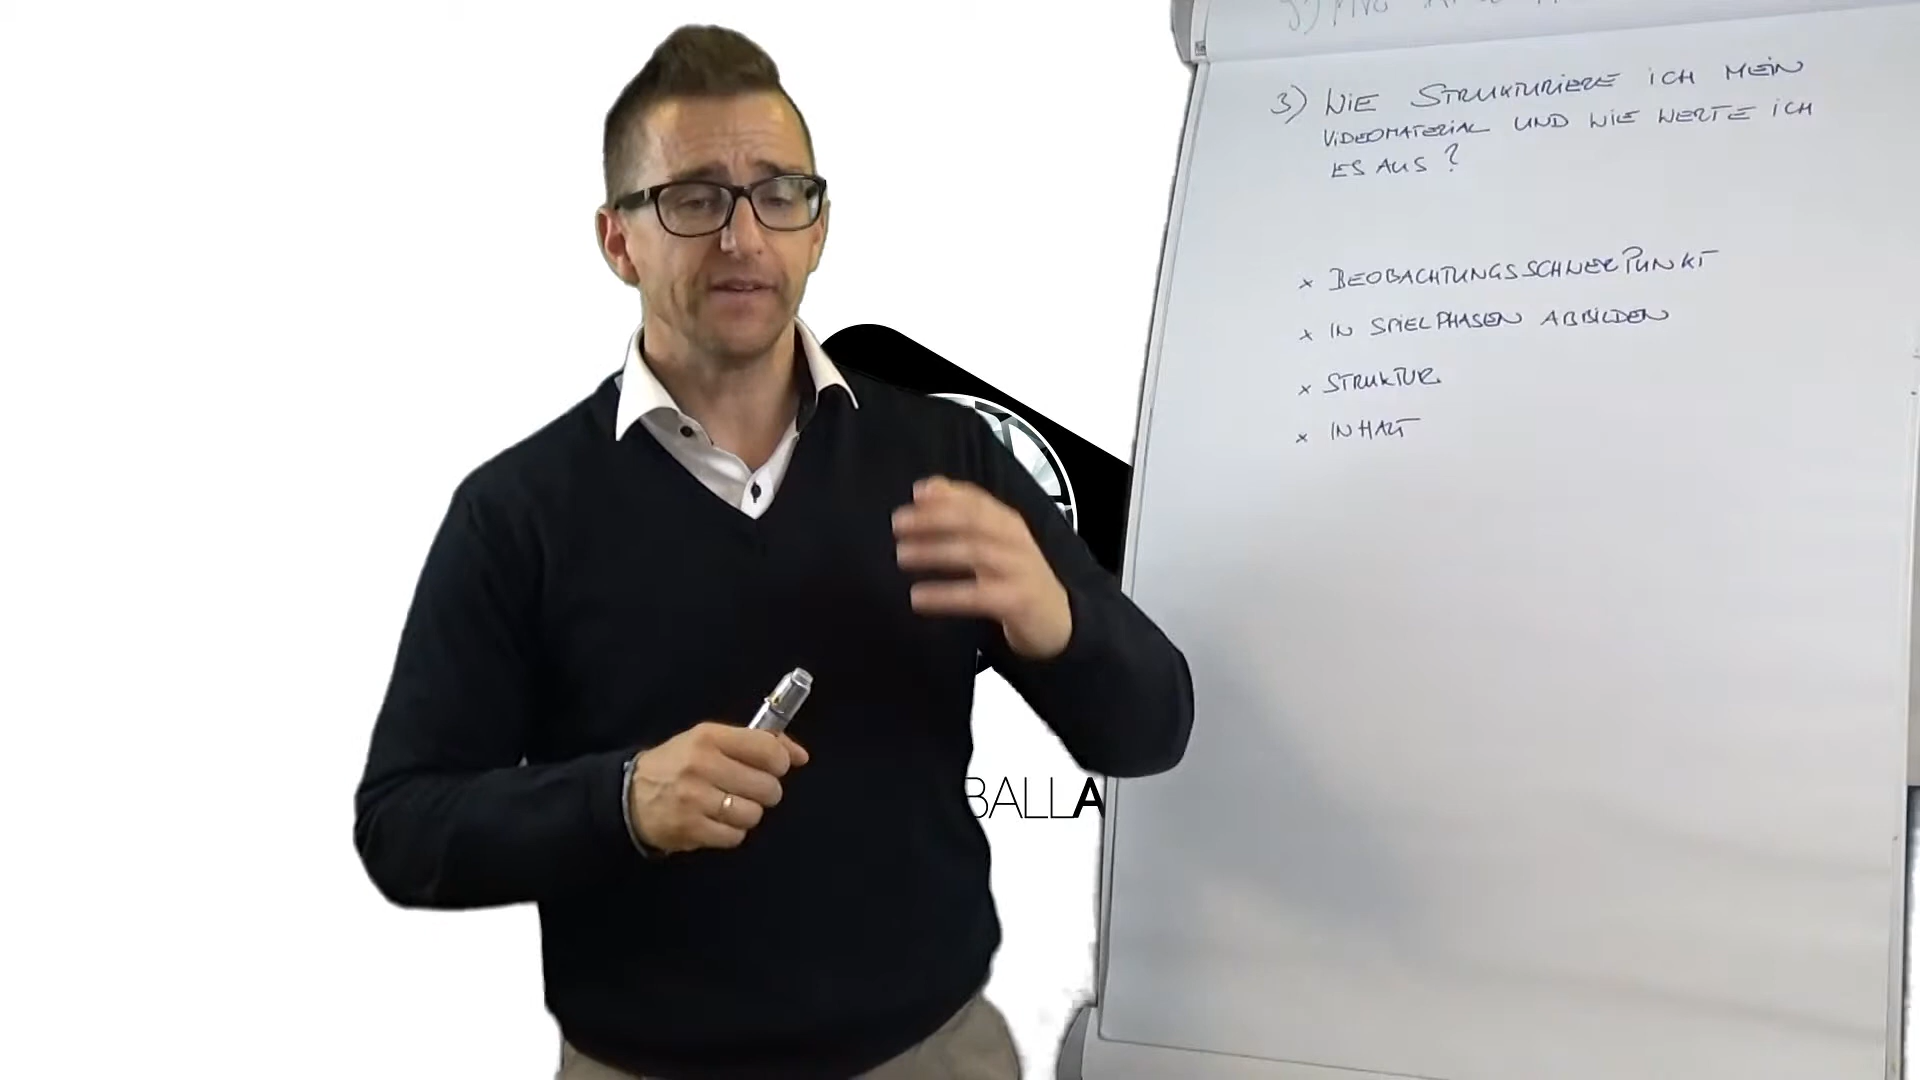 3) WIE STRUKTURIERE ICH MEIN
VIDEOMATERIAL UND WIE WERTE ICH
ES AUS?
x BEOBACHTUNGSSCHWERPUNKT
x IN SPIELPHASEN ABBILDEN
x STRUKTUR
x INHALT
BALLA